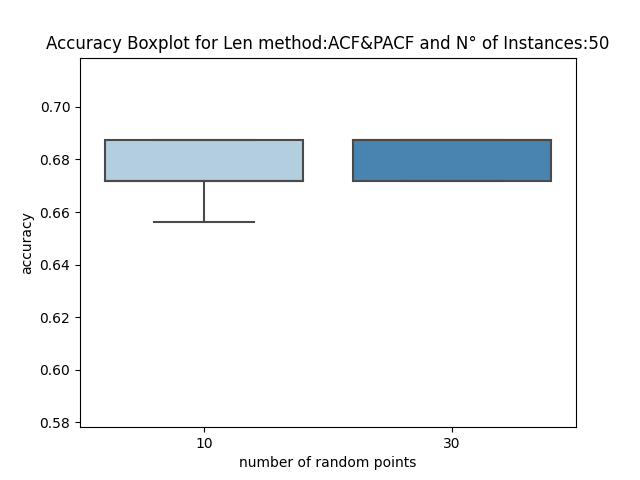 Accuracy Boxplot for Len method:ACF&PACF and N° of Instances:50
0.70
0.68
0.66
0.64
0.62
0.60
0.58
accuracy
10 30
number of random points